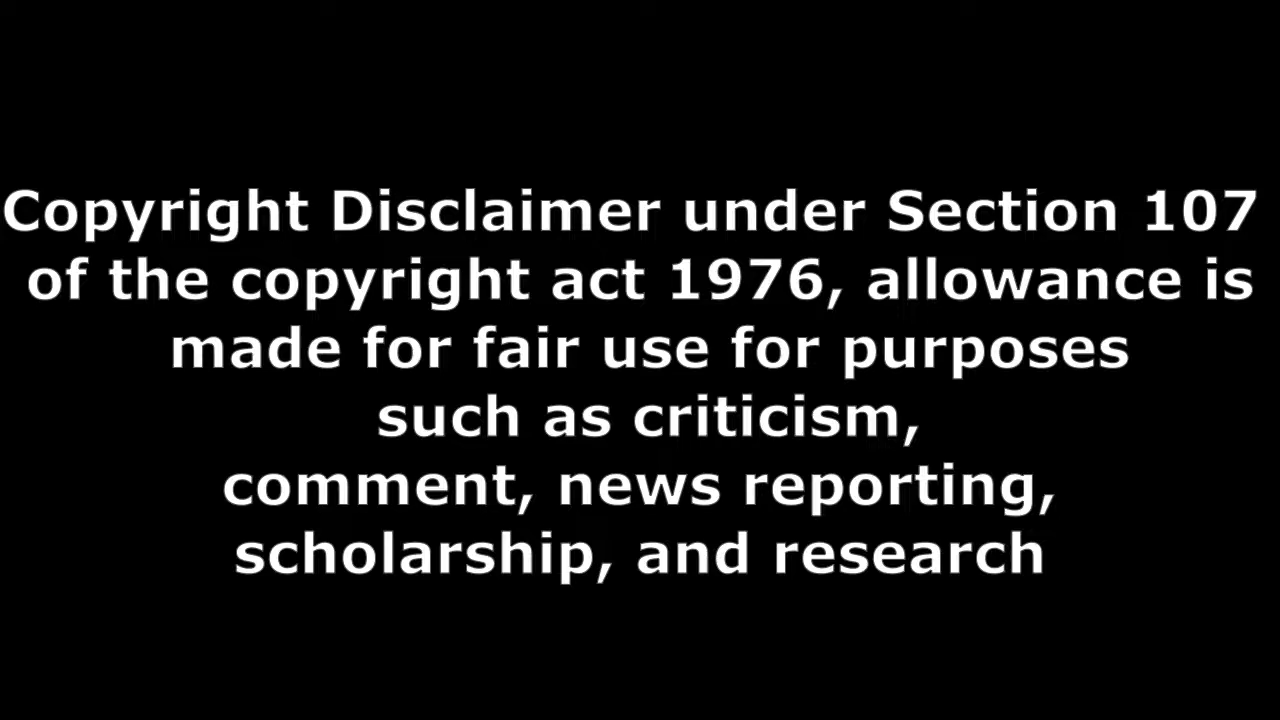 Copyright Disclaimer under Section 107
of the copyright act 1976, allowance is
made for fair use for purposes
such as criticism,
comment, news reporting,
scholarship, and research